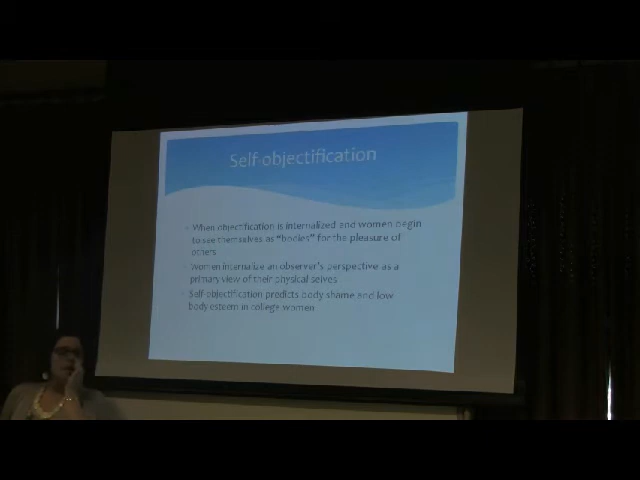 Self-objectification
When objectification is internalized and women begin
to see themselves as "bodies" for the pleasure of
others
Women internalize an observer's perspective as a
primary view of their physical selves
Self-objectification predicts body shame and low
body esteem in college women